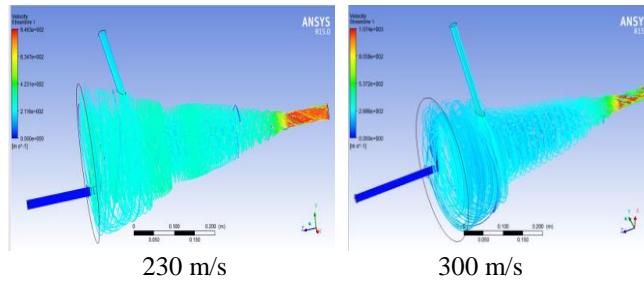 Velocity
Streamline 1
8.463e+002
6.347e+002
4.231e+002
2.116e+002
0.000e+000
[m s^-1]
ANSYS
R15.0
0 0.100 0.200 (m)
0.050 0.150
230 m/s
Velocity
Streamline 1
1.074e+003
8.058e+002
5.372e+002
2.686e+002
0.000e+000
[m s^-1]
ANSYS
R15
0 0.100 0.200 (m)
0.050 0.150
300 m/s